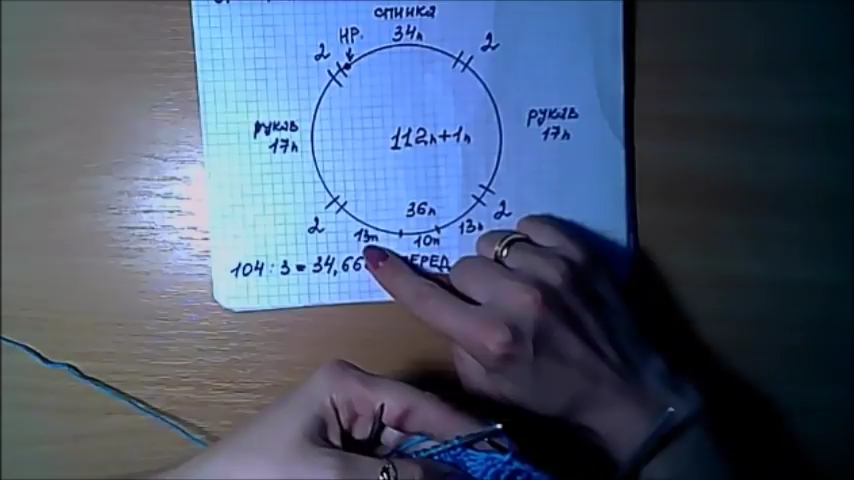 спинка
НР. 34п
2 2
рукав 17п
112п+1п
рукав 17п
36п
2 2
13п 10п 13п
104 : 3 = 34,66